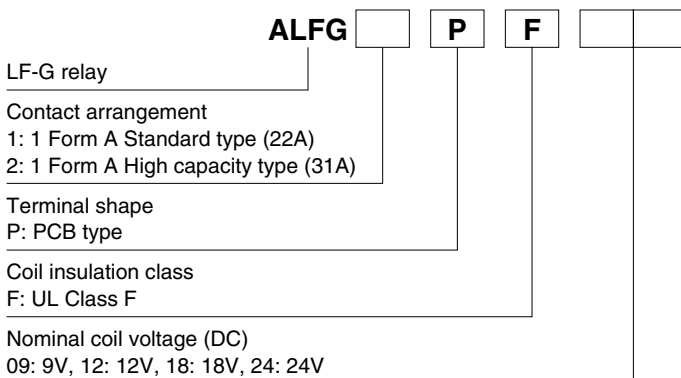 ALFG P F
LF-G relay
Contact arrangement
1: 1 Form A Standard type (22A)
2: 1 Form A High capacity type (31A)
Terminal shape
P: PCB type
Coil insulation class
F: UL Class F
Nominal coil voltage (DC)
09: 9V, 12: 12V, 18: 18V, 24: 24V